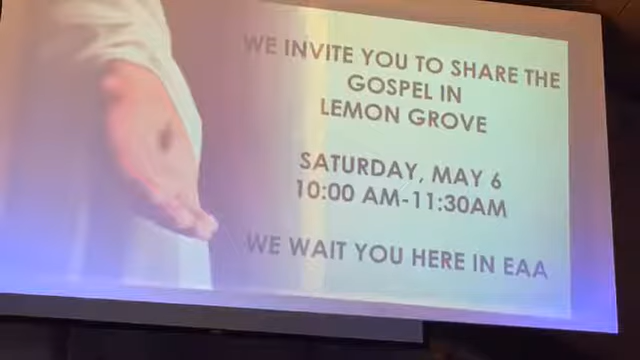 WE INVITE YOU TO SHARE THE
GOSPEL IN
LEMON GROVE
SATURDAY, MAY 6
10:00 AM-11:30AM
WE WAIT YOU HERE IN EAA